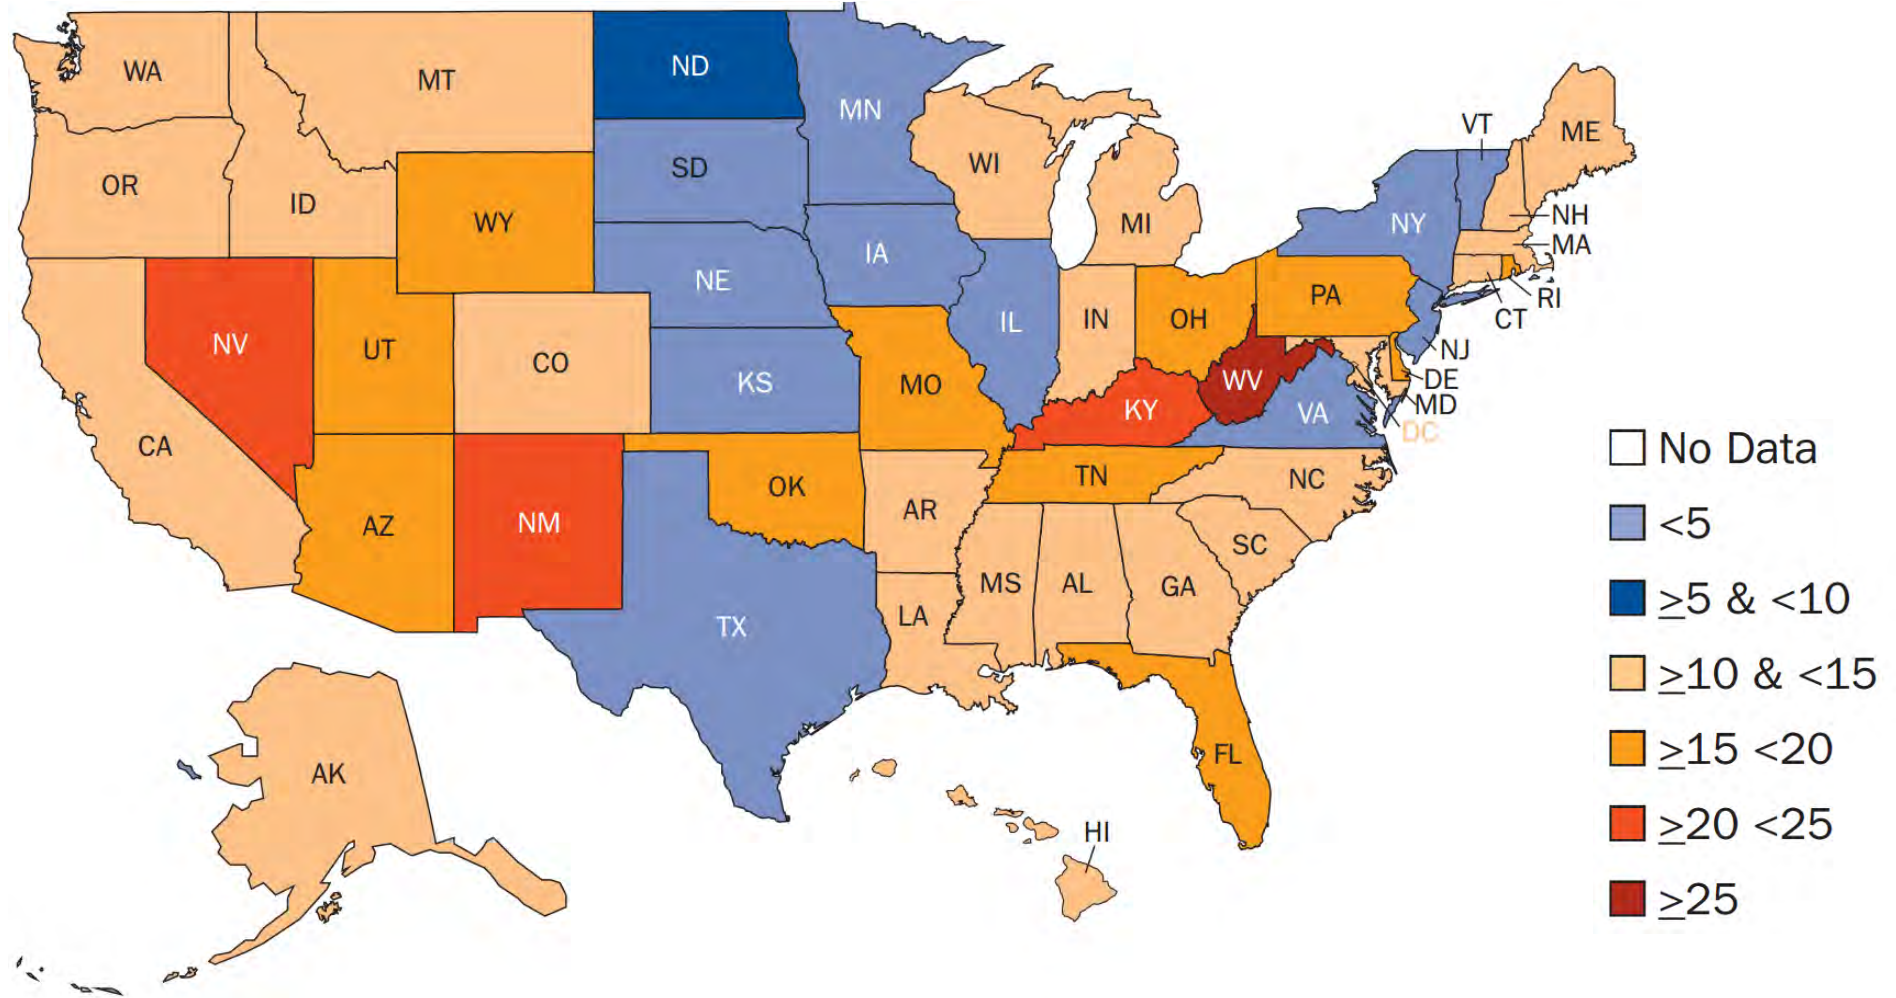 WA
MT
ND
MN
VT
ME
OR
ID
WY
SD
WI
MI
NY
NH
MA
RI
CT
NV
UT
CO
NE
IA
IL
IN
OH
PA
NJ
DE
MD
DC
CA
KS
MO
KY
WV
VA
AZ
NM
OK
AR
TN
NC
SC
MS
AL
GA
LA
TX
FL
AK
HI
No Data
<5
≥5 & <10
≥10 & <15
≥15 <20
≥20 <25
≥25